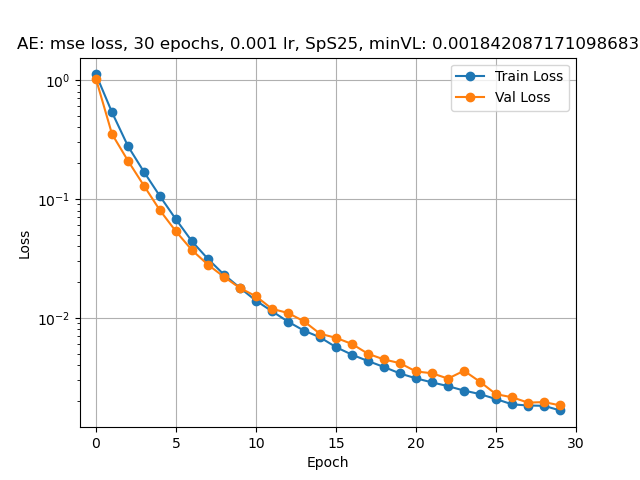 AE: mse loss, 30 epochs, 0.001 lr, SpS25, minVL: 0.001842087171098683
Train Loss
Val Loss
10⁰
10⁻¹
10⁻²
Loss
0 5 10 15 20 25 30
Epoch